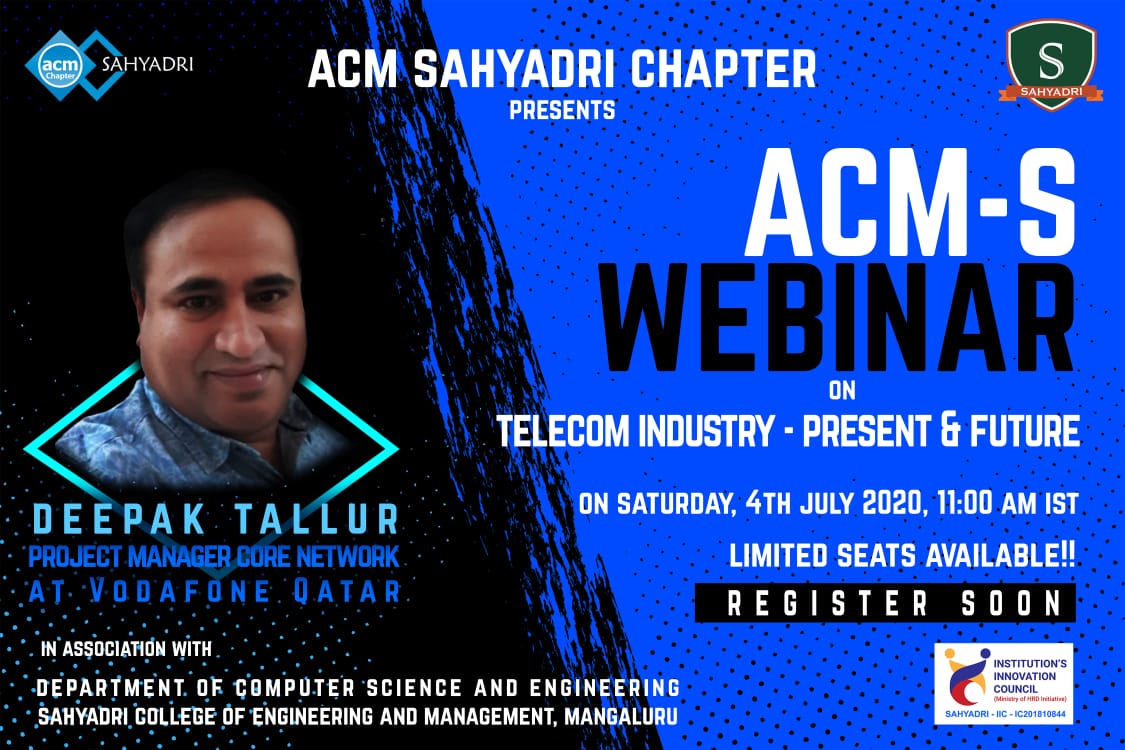 acm
Chapter
SAHYADRI
ACM SAHYADRI CHAPTER
PRESENTS
S
SAHYADRI
ACM-S
WEBINAR
ON
TELECOM INDUSTRY - PRESENT & FUTURE
ON SATURDAY, 4TH JULY 2020, 11:00 AM IST
LIMITED SEATS AVAILABLE!!
REGISTER SOON
DEEPAK TALLUR
PROJECT MANAGER CORE NETWORK
AT VODAFONE QATAR
IN ASSOCIATION WITH
DEPARTMENT OF COMPUTER SCIENCE AND ENGINEERING
SAHYADRI COLLEGE OF ENGINEERING AND MANAGEMENT, MANGALURU
INSTITUTION'S
INNOVATION
COUNCIL
(Ministry of HRD Initiative)
SAHYADRI - IIC - IC201810844